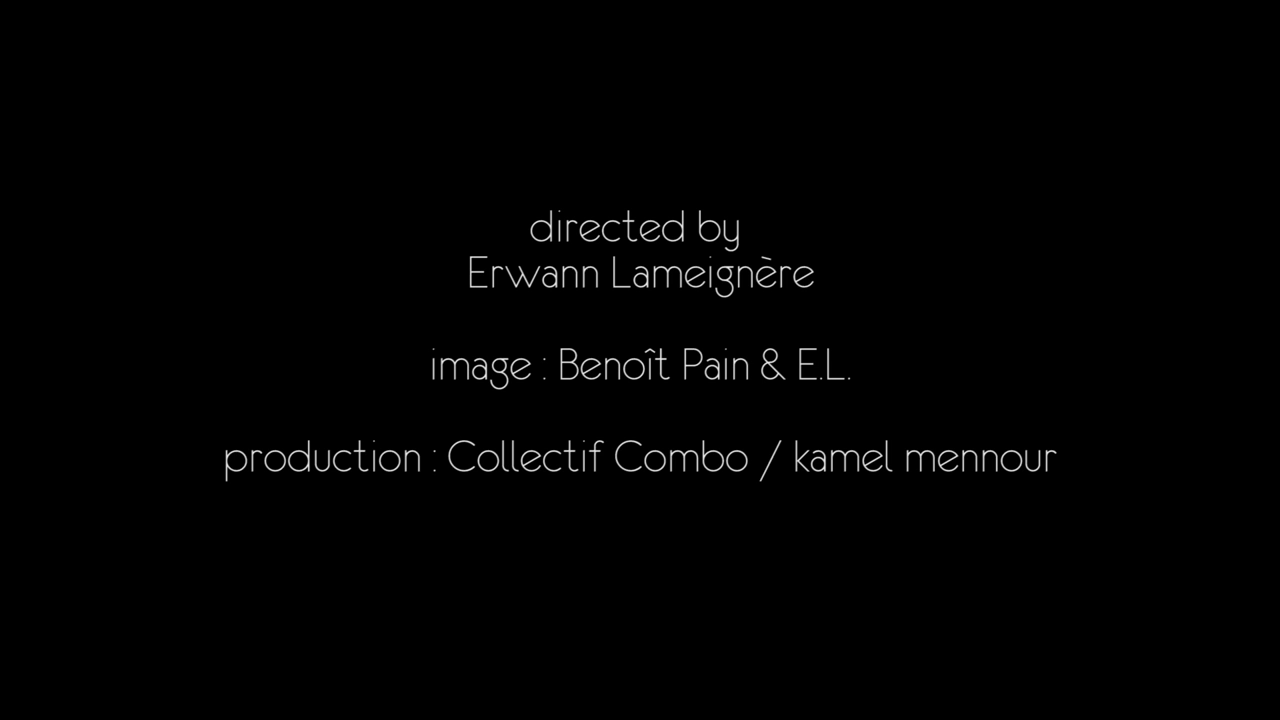 directed by
Erwann Lameignère
image : Benoît Pain & E.L.
production : Collectif Combo / kamel mennour